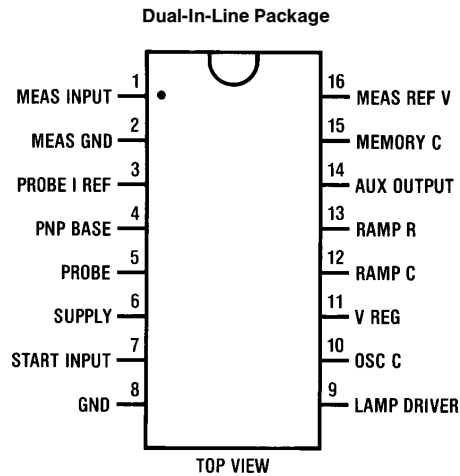 Dual-In-Line Package
MEAS INPUT 1
16 MEAS REF V
MEAS GND 2
15 MEMORY C
PROBE I REF 3
14 AUX OUTPUT
PNP BASE 4
13 RAMP R
PROBE 5
12 RAMP C
SUPPLY 6
11 V REG
START INPUT 7
10 OSC C
GND 8
9 LAMP DRIVER
TOP VIEW